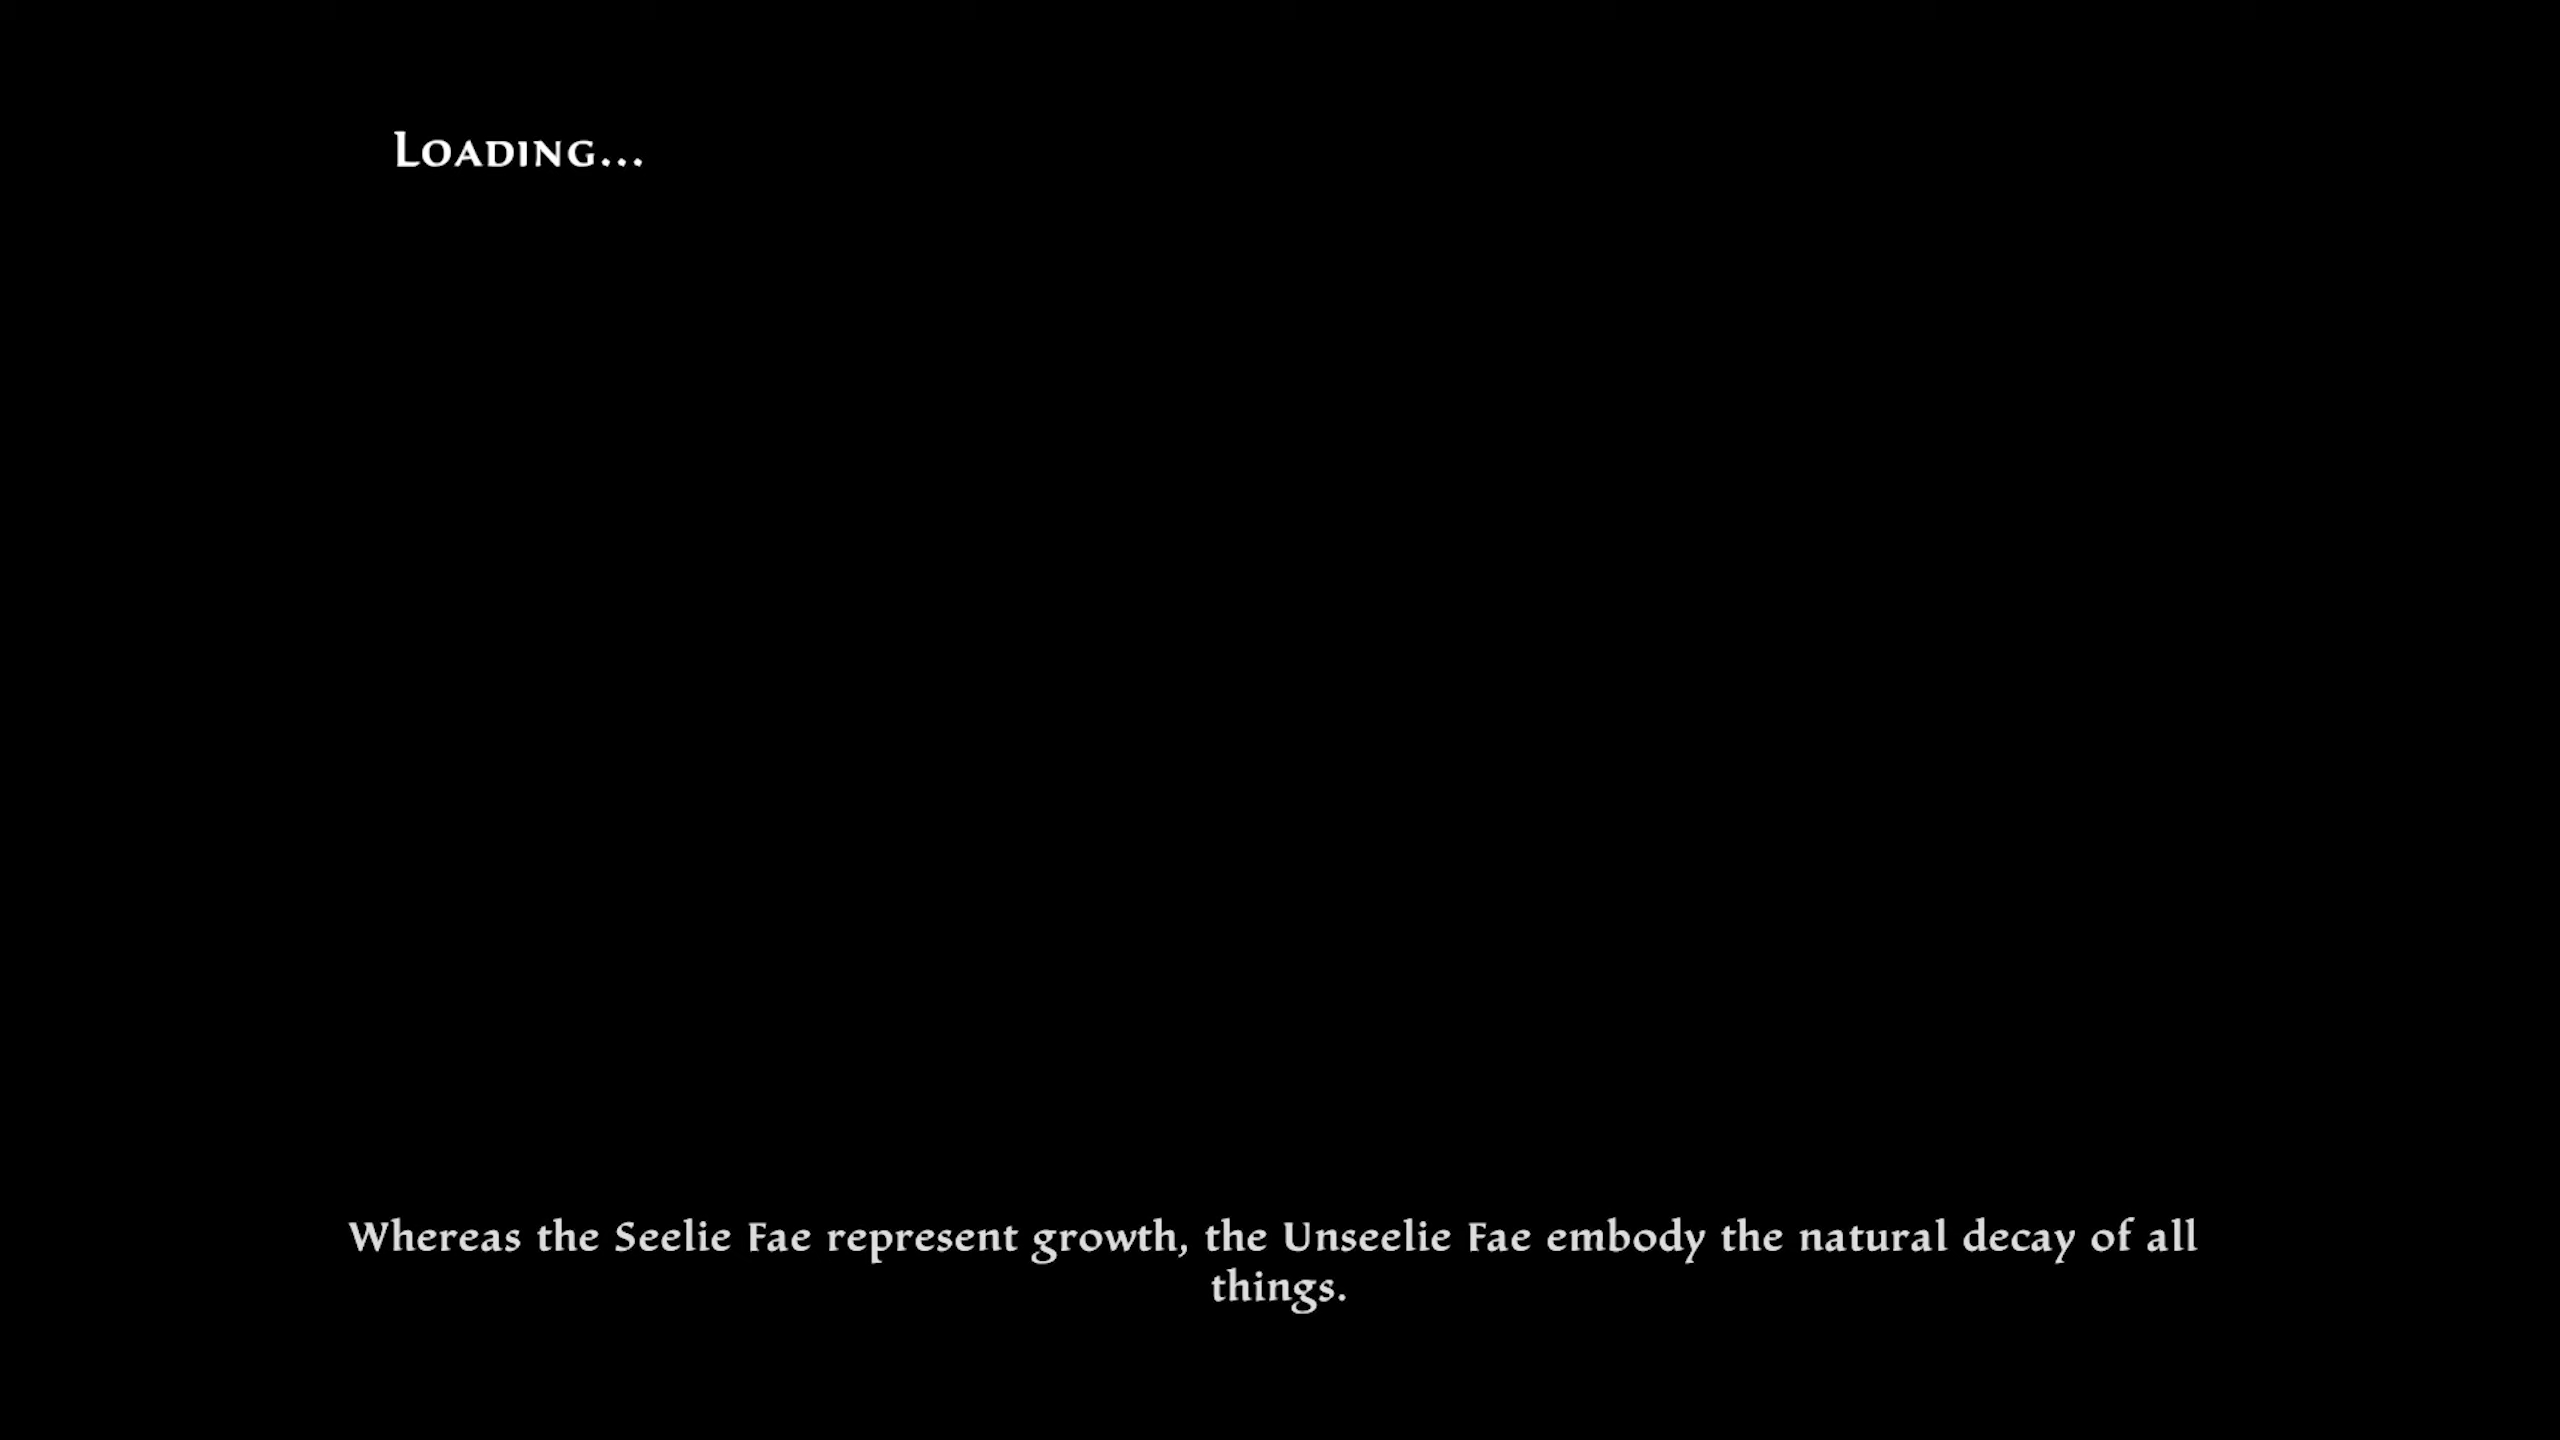 Loading...
Whereas the Seelie Fae represent growth, the Unseelie Fae embody the natural decay of all
things.